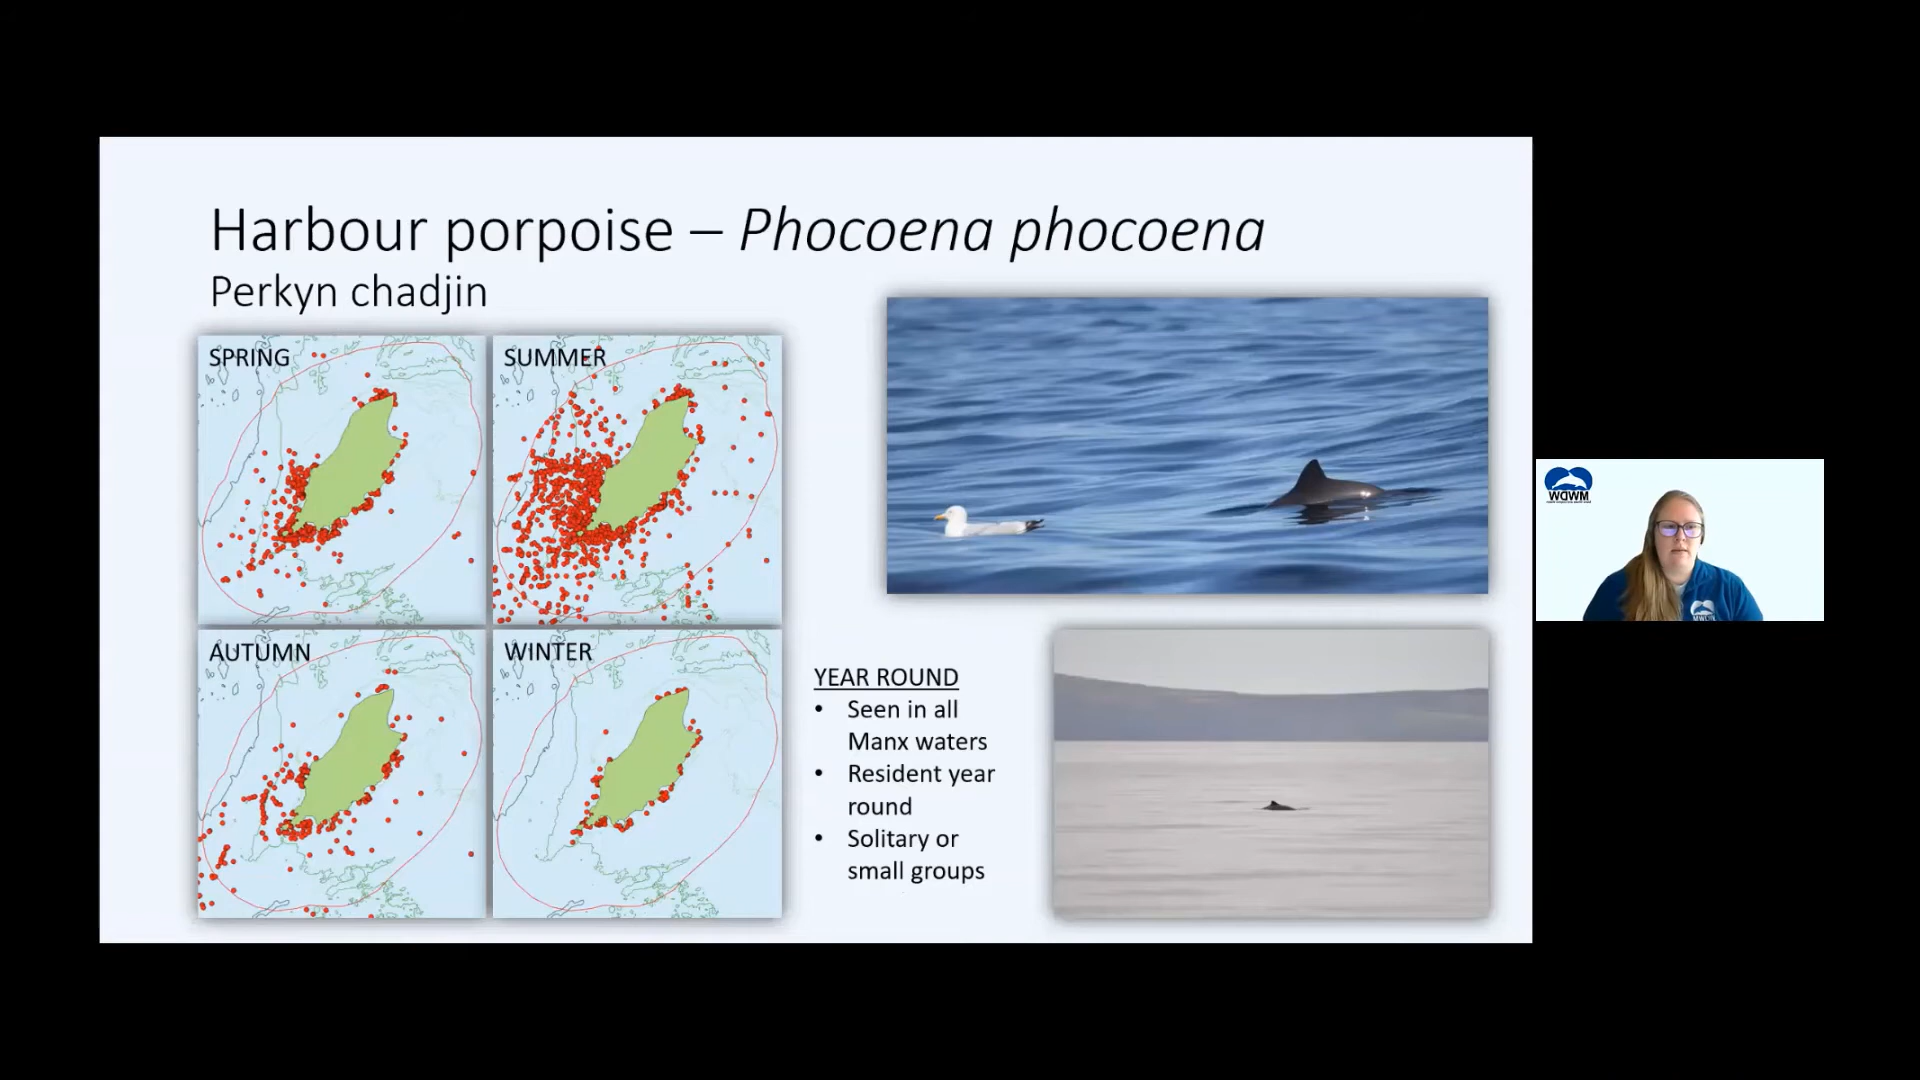 Harbour porpoise – Phocoena phocoena
Perkyn chadjin
SPRING
SUMMER
AUTUMN
WINTER
YEAR ROUND
• Seen in all
Manx waters
• Resident year
round
• Solitary or
small groups